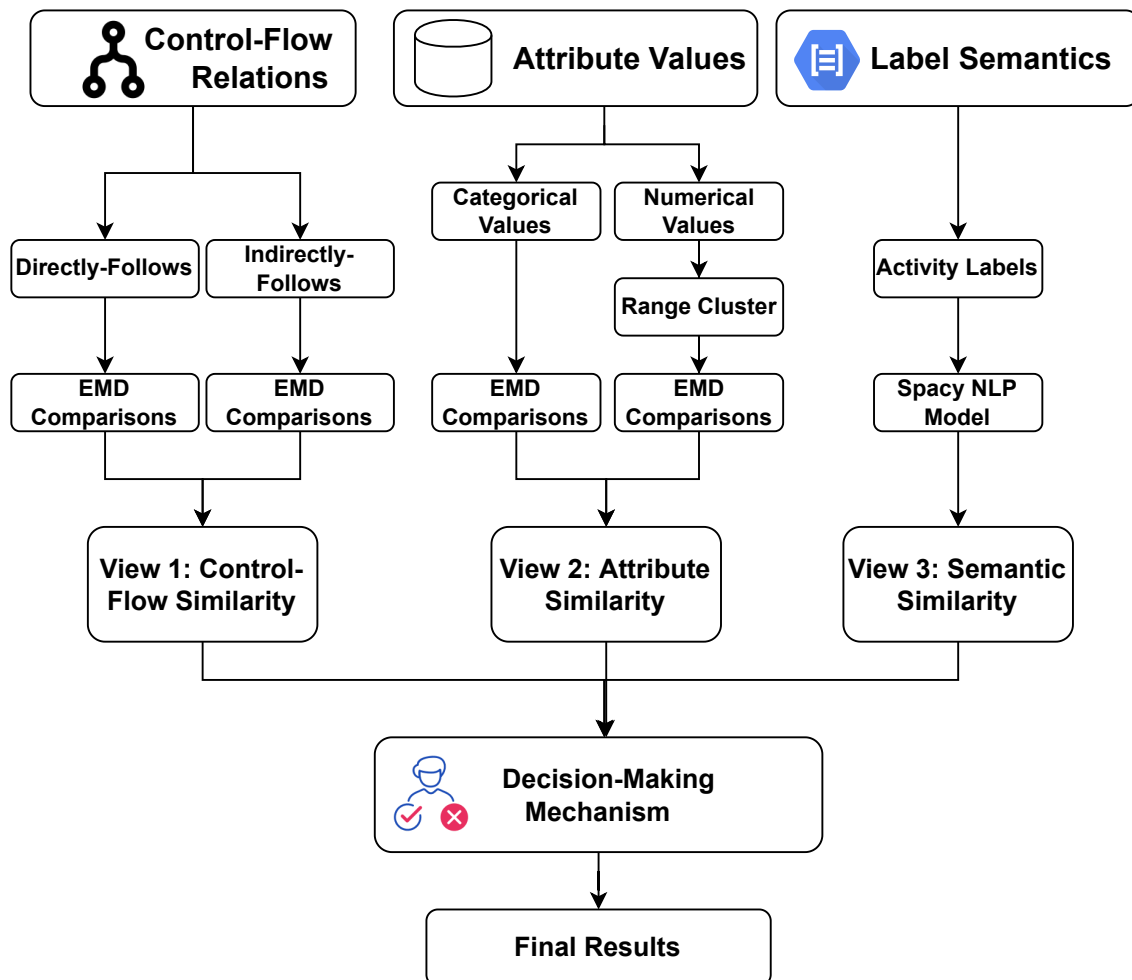 Control-Flow
Relations
Attribute Values
Label Semantics
Categorical
Values
Numerical
Values
Directly-Follows
Indirectly-
Follows
Activity Labels
Range Cluster
EMD
Comparisons
EMD
Comparisons
EMD
Comparisons
EMD
Comparisons
Spacy NLP
Model
View 1: Control-
Flow Similarity
View 2: Attribute
Similarity
View 3: Semantic
Similarity
Decision-Making
Mechanism
Final Results